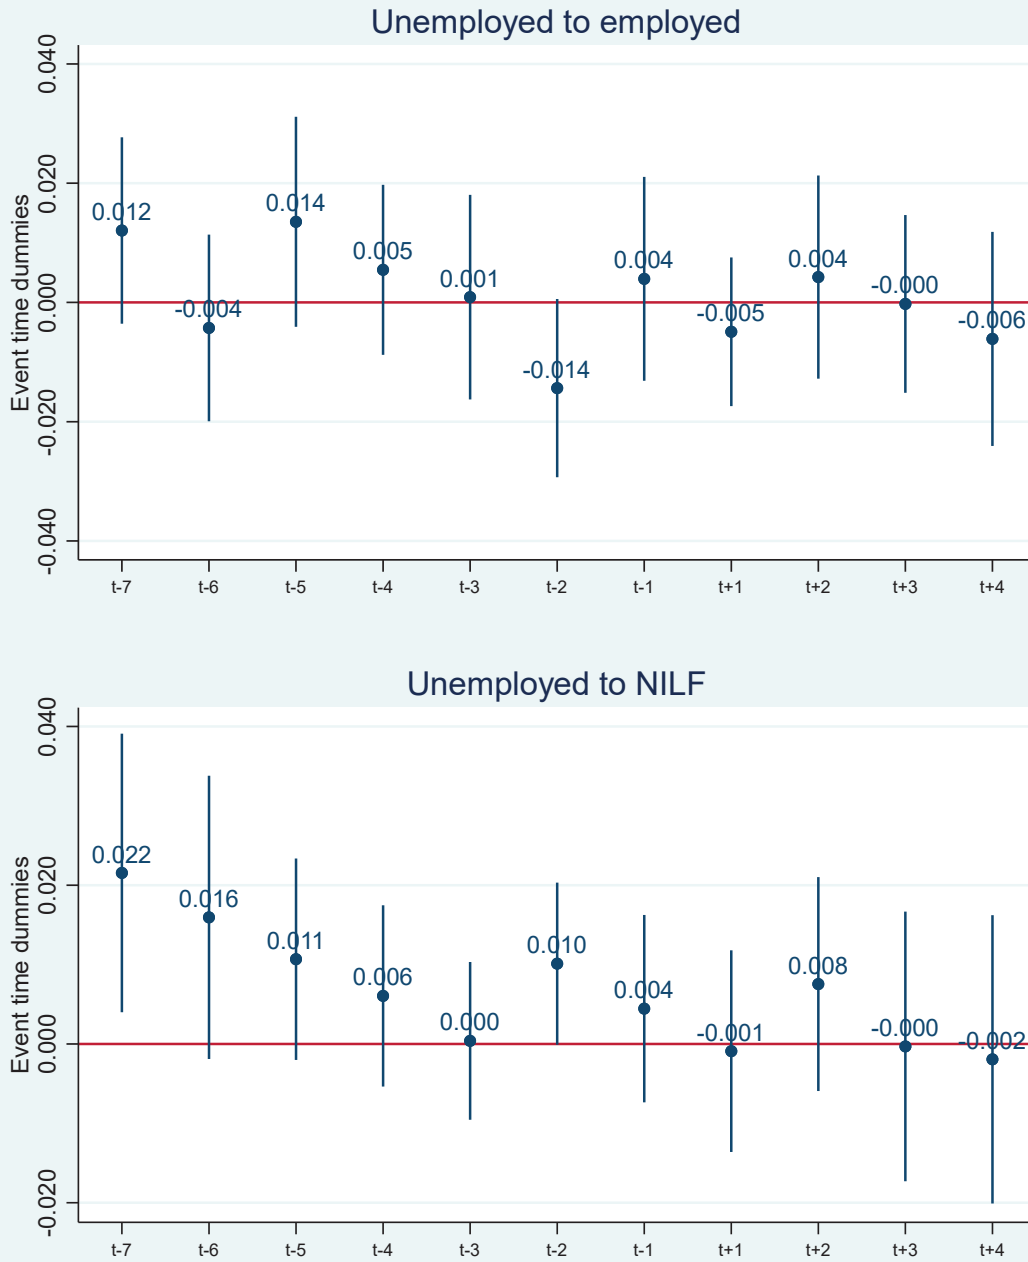 Unemployed to employed
Event time dummies
0.040
0.020
0.000
-0.020
-0.040
0.012
-0.004
0.014
0.005
0.001
-0.014
0.004
-0.005
0.004
-0.000
-0.006
t-7
t-6
t-5
t-4
t-3
t-2
t-1
t+1
t+2
t+3
t+4
Unemployed to NILF
Event time dummies
0.040
0.020
0.000
-0.020
0.022
0.016
0.011
0.006
0.000
0.010
0.004
-0.001
0.008
-0.000
-0.002
t-7
t-6
t-5
t-4
t-3
t-2
t-1
t+1
t+2
t+3
t+4